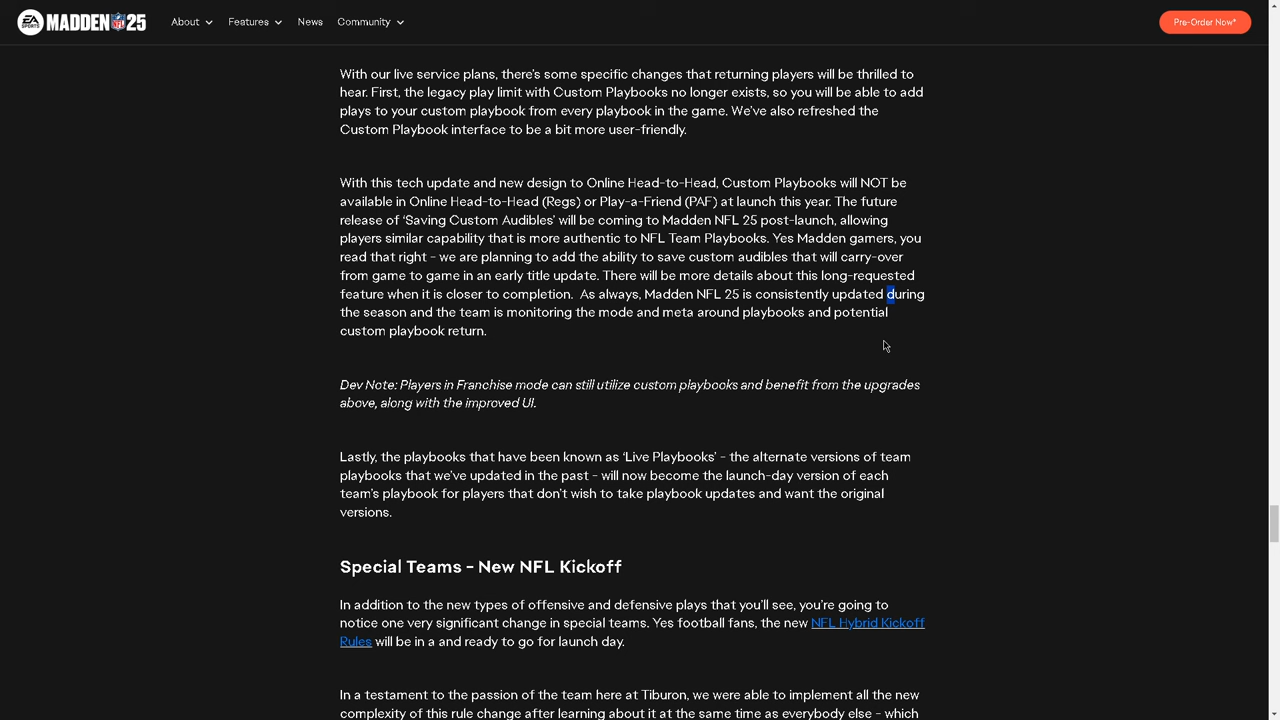 EA SPORTS MADDEN NFL 25
About Features News Community Pre-Order Now*
With our live service plans, there's some specific changes that returning players will be thrilled to
hear. First, the legacy play limit with Custom Playbooks no longer exists, so you will be able to add
plays to your custom playbook from every playbook in the game. We've also refreshed the
Custom Playbook interface to be a bit more user-friendly.
With this tech update and new design to Online Head-to-Head, Custom Playbooks will NOT be
available in Online Head-to-Head (Regs) or Play-a-Friend (PAF) at launch this year. The future
release of 'Saving Custom Audibles' will be coming to Madden NFL 25 post-launch, allowing
players similar capability that is more authentic to NFL Team Playbooks. Yes Madden gamers, you
read that right - we are planning to add the ability to save custom audibles that will carry-over
from game to game in an early title update. There will be more details about this long-requested
feature when it is closer to completion.  As always, Madden NFL 25 is consistently updated during
the season and the team is monitoring the mode and meta around playbooks and potential
custom playbook return.
Dev Note: Players in Franchise mode can still utilize custom playbooks and benefit from the upgrades
above, along with the improved UI.
Lastly, the playbooks that have been known as 'Live Playbooks' - the alternate versions of team
playbooks that we've updated in the past - will now become the launch-day version of each
team's playbook for players that don't wish to take playbook updates and want the original
versions.
Special Teams - New NFL Kickoff
In addition to the new types of offensive and defensive plays that you'll see, you're going to
notice one very significant change in special teams. Yes football fans, the new NFL Hybrid Kickoff
Rules will be in a and ready to go for launch day.
In a testament to the passion of the team here at Tiburon, we were able to implement all the new
complexity of this rule change after learning about it at the same time as everybody else - which